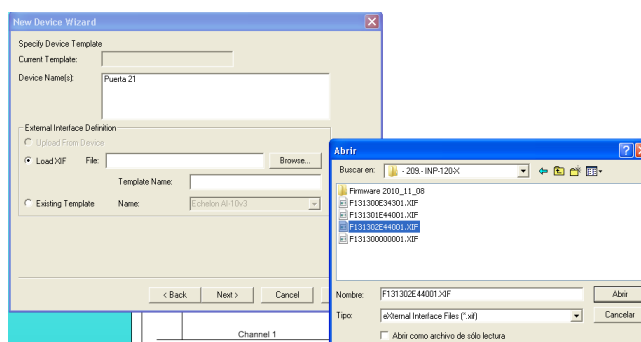 New Device Wizard
Specify Device Template
Current Template:
Device Name(s):
Puerta 21
External Interface Definition
Upload From Device
Load XIF File: Browse...
Template Name:
Existing Template Name: Echelon AI-10v3
< Back Next > Cancel
Channel 1
Abrir
Buscar en: - 209.- INP-120-X
Firmware 2010_11_08
F131300E34301.XIF
F131301E44001.XIF
F131302E44001.XIF
F131300000001.XIF
Nombre: F131302E44001.XIF Abrir
Tipo: eXternal Interface Files (*.xif) Cancelar
Abrir como archivo de sólo lectura